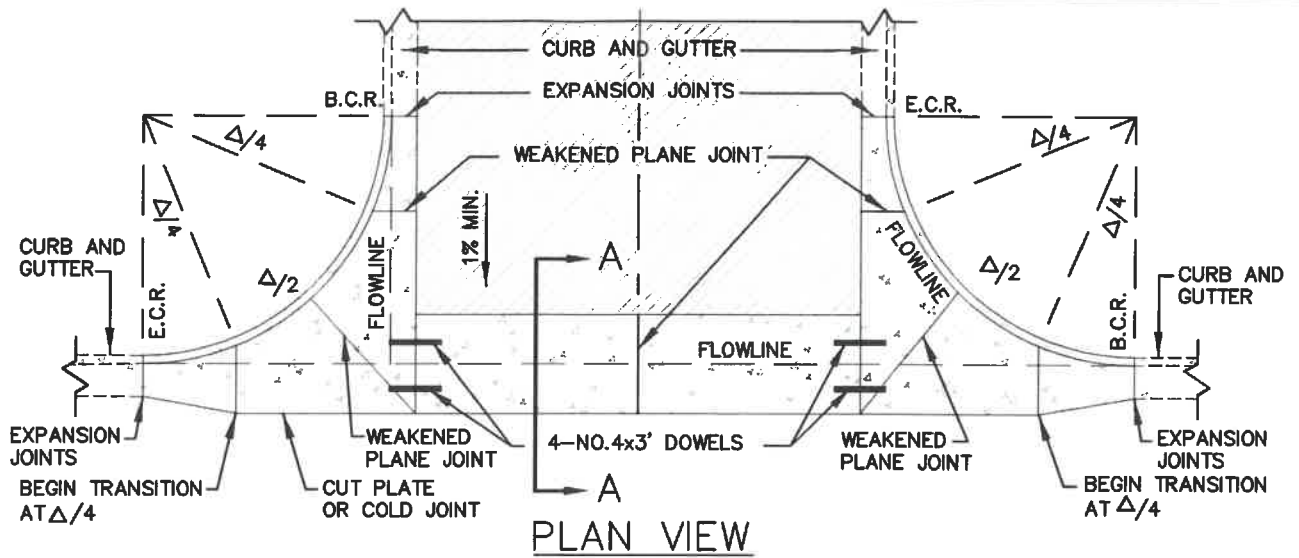 CURB AND GUTTER
B.C.R.
EXPANSION JOINTS
E.C.R.
Δ/4
Δ/4
WEAKENED PLANE JOINT
Δ/4
Δ/4
1% MIN.
CURB AND
GUTTER
FLOWLINE
A
FLOWLINE
Δ/2
Δ/2
CURB AND
GUTTER
E.C.R.
B.C.R.
FLOWLINE
EXPANSION
JOINTS
WEAKENED
PLANE JOINT
4-NO.4x3' DOWELS
WEAKENED
PLANE JOINT
EXPANSION
JOINTS
BEGIN TRANSITION
AT Δ/4
CUT PLATE
OR COLD JOINT
A
BEGIN TRANSITION
AT Δ/4
PLAN VIEW